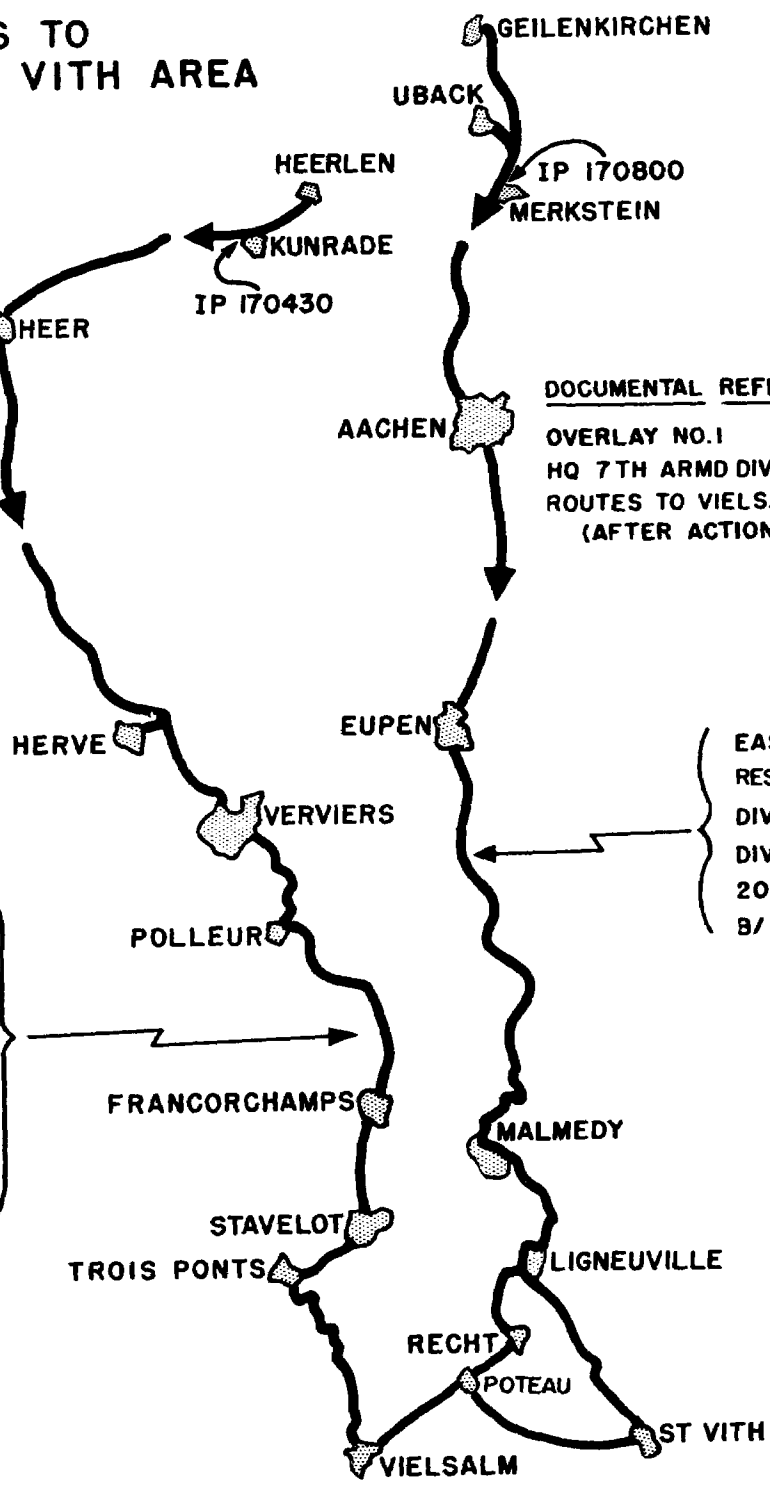 S TO
VITH AREA
GEILENKIRCHEN
UBACK
HEERLEN
IP 170800
MERKSTEIN
KUNRADE
IP 170430
HEER
DOCUMENTAL REF
AACHEN
OVERLAY NO. 1
HQ 7TH ARMD DIV
ROUTES TO VIELS
(AFTER ACTION
EUPEN
HERVE
EAS
RES
VERVIERS
DIV
DIV
20
B/
POLLEUR
FRANCORCHAMPS
MALMEDY
STAVELOT
TROIS PONTS
LIGNEUVILLE
RECHT
POTEAU
ST VITH
VIELSALM